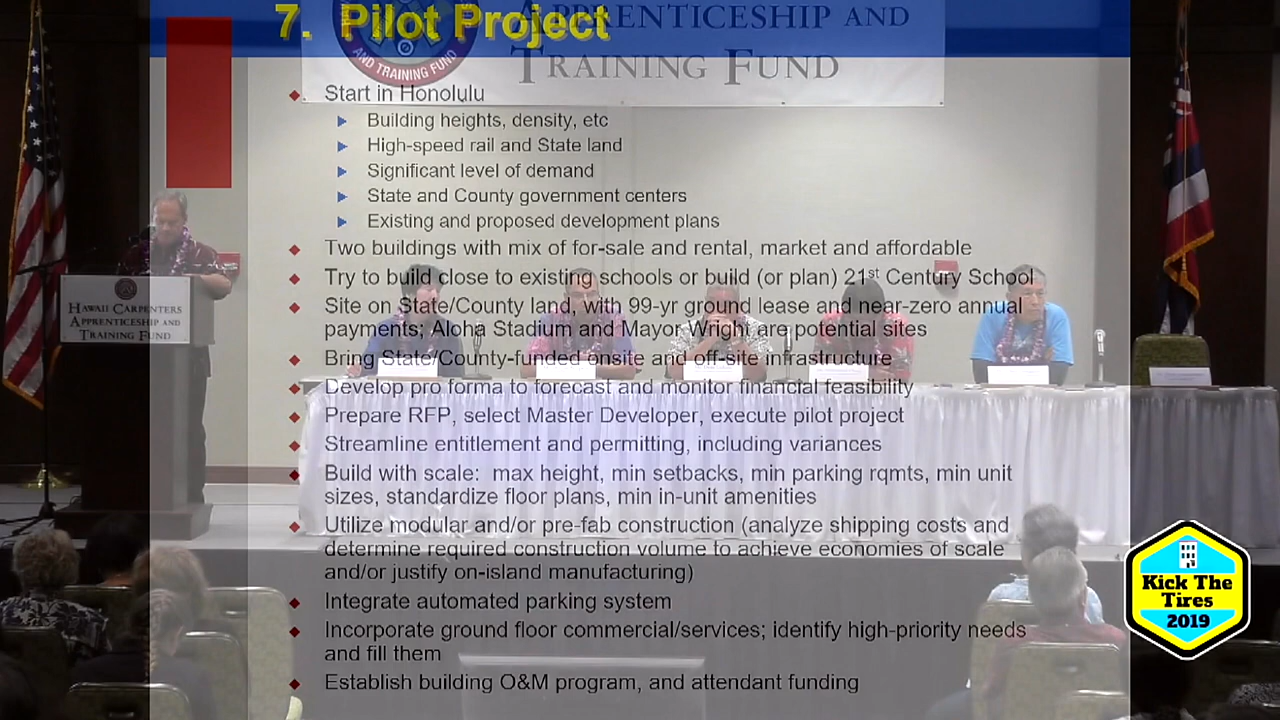 7. Pilot Project
APPRENTICESHIP AND
TRAINING FUND
AND TRAINING FUND
Start in Honolulu
Building heights, density, etc
High-speed rail and State land
Significant level of demand
State and County government centers
Existing and proposed development plans
Two buildings with mix of for-sale and rental, market and affordable
Try to build close to existing schools or build (or plan) 21st Century School
Site on State/County land, with 99-yr ground lease and near-zero annual
payments; Aloha Stadium and Mayor Wright are potential sites
Bring State/County-funded onsite and off-site infrastructure
Develop pro forma to forecast and monitor financial feasibility
Prepare RFP, select Master Developer, execute pilot project
Streamline entitlement and permitting, including variances
Build with scale: max height, min setbacks, min parking rqmts, min unit
sizes, standardize floor plans, min in-unit amenities
Utilize modular and/or pre-fab construction (analyze shipping costs and
determine required construction volume to achieve economies of scale
and/or justify on-island manufacturing)
Integrate automated parking system
Incorporate ground floor commercial/services; identify high-priority needs
and fill them
Establish building O&M program, and attendant funding
HAWAII CARPENTERS
APPRENTICESHIP AND
TRAINING FUND
Kick The
Tires
2019